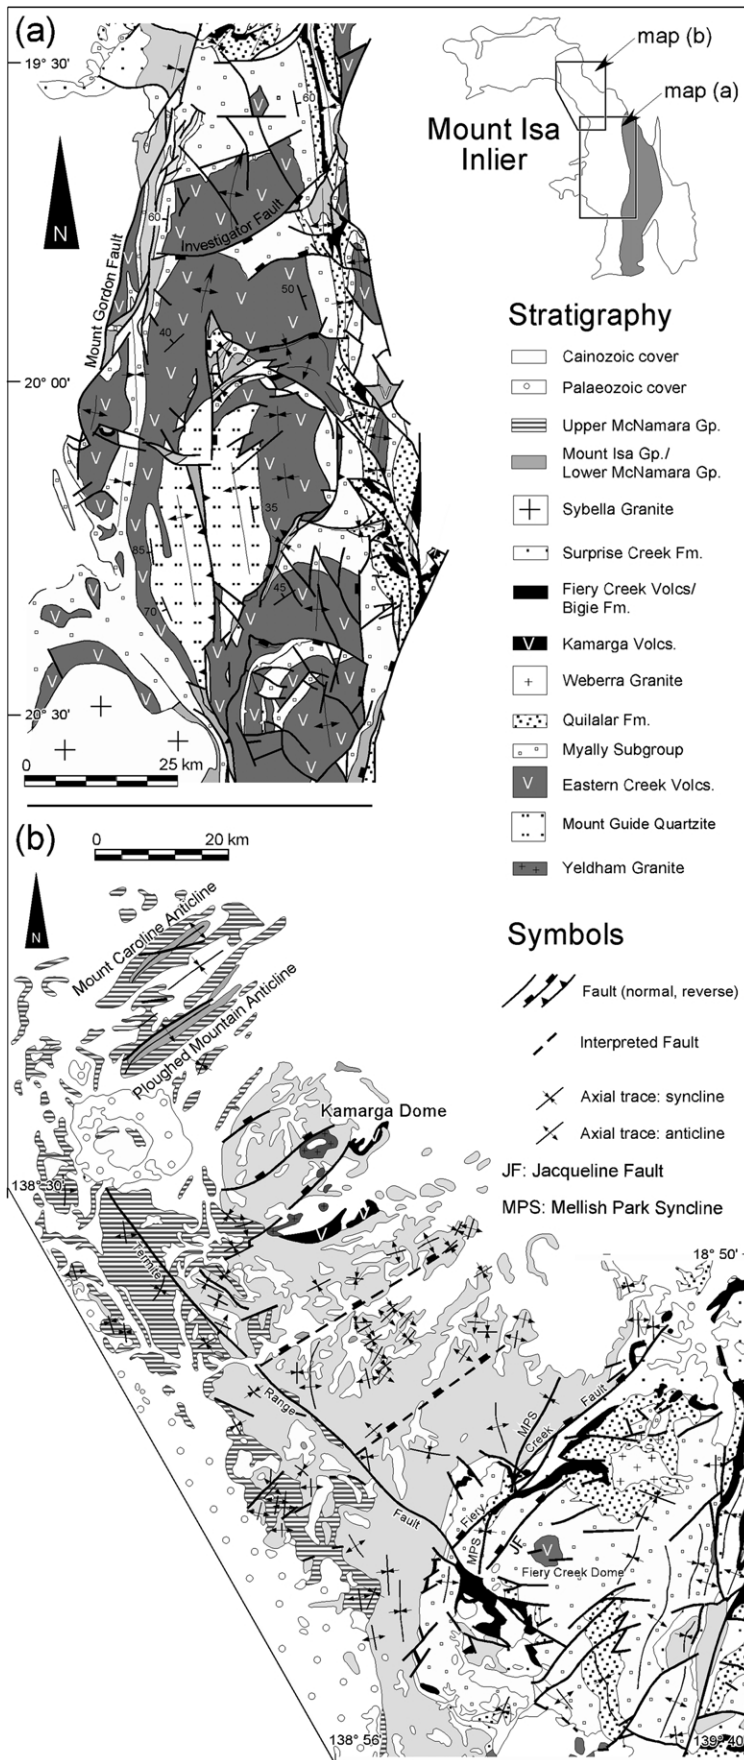 (a)
19° 30'
20° 00'
20° 30'
N
Mount Gordon Fault
Investigator Fault
60
60
50
40
35
85
45
70
0 25 km
map (b)
map (a)
Mount Isa
Inlier
Stratigraphy
Cainozoic cover
Palaeozoic cover
Upper McNamara Gp.
Mount Isa Gp./
Lower McNamara Gp.
Sybella Granite
Surprise Creek Fm.
Fiery Creek Volcs/
Bigie Fm.
Kamarga Volcs.
Weberra Granite
Quilalar Fm.
Myally Subgroup
Eastern Creek Volcs.
Mount Guide Quartzite
Yeldham Granite
(b)
0 20 km
N
Mount Caroline Anticline
Ploughed Mountain Anticline
Kamarga Dome
138° 30'
Termite
Range
Fault
MPS
Creek
Fault
Fiery
MPS
JF
Fiery Creek Dome
18° 50'
138° 56'
139° 40'
Symbols
Fault (normal, reverse)
Interpreted Fault
Axial trace: syncline
Axial trace: anticline
JF: Jacqueline Fault
MPS: Mellish Park Syncline